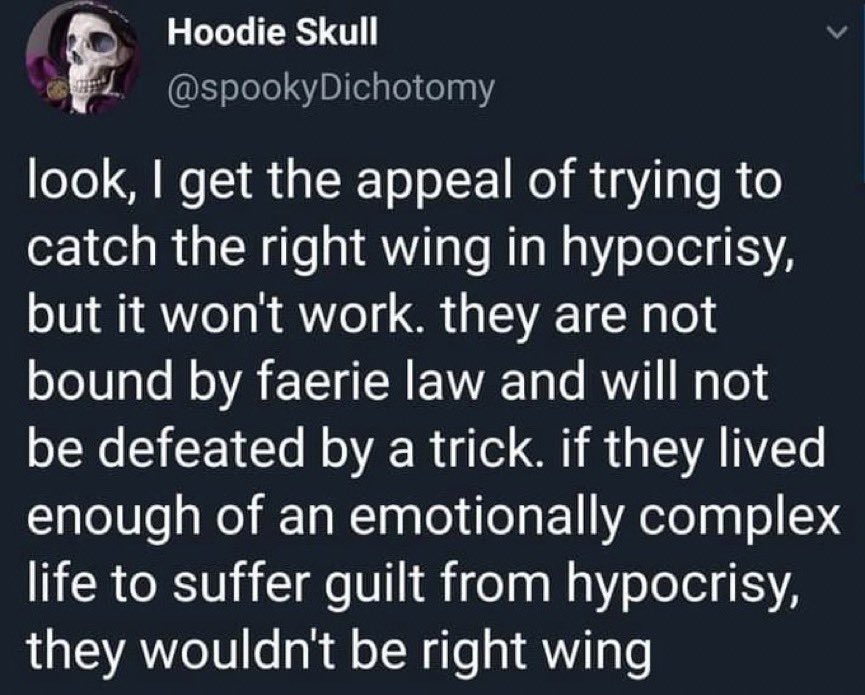 Hoodie Skull
@spookyDichotomy
look, I get the appeal of trying to
catch the right wing in hypocrisy,
but it won't work. they are not
bound by faerie law and will not
be defeated by a trick. if they lived
enough of an emotionally complex
life to suffer guilt from hypocrisy,
they wouldn't be right wing